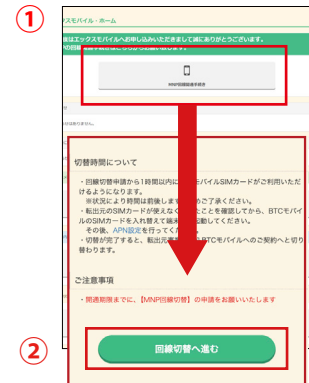 ①
クスモバイル・ホーム
はエックスモバイルへお申し込みいただきまして誠にありがとうございます。
MNP回線切替手続き
はありません。
切替時間について
・回線切替申請から1時間以内に モバイルSIMカードがご利用いただ
けるようになります。
※状況により時間は前後しま めご了承ください。
・転出元のSIMカードが使えなく たことを確認してから、BTCモバイ
ルのSIMカードを入れ替えて端末 起動してください。
その後、APN設定を行ってく 。
・切替が完了すると、転出元 BTCモバイルへのご契約へと切り
替わります。
ご注意事項
・開通期限までに、【MNP回線切替】の申請をお願いいたします
②
回線切替へ進む